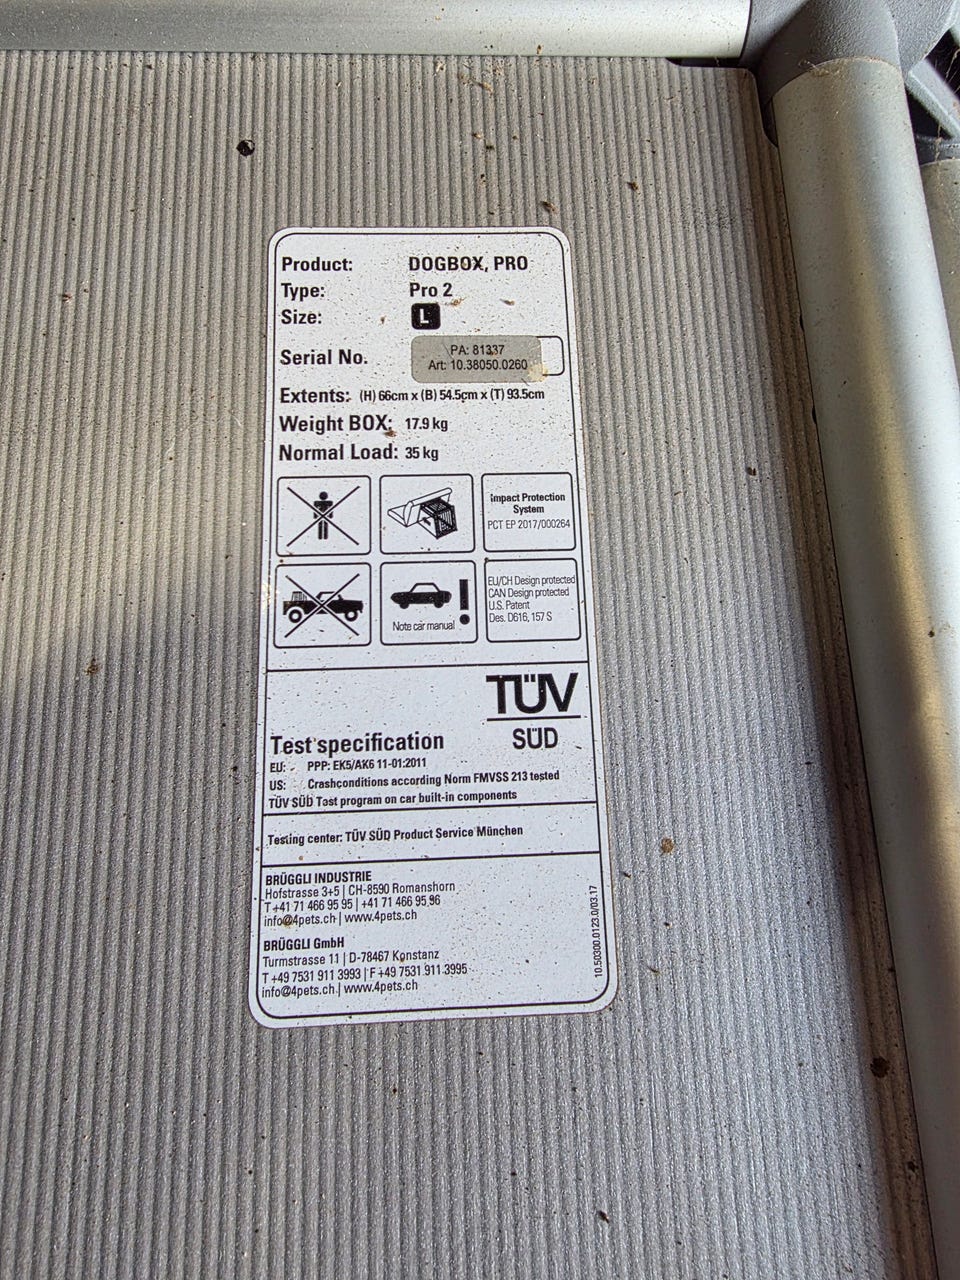 Product: DOGBOX, PRO
Type: Pro 2
Size: L
Serial No. PA: 81337
Art: 10.38050.0260
Extents: (H) 66cm x (B) 54.5cm x (T) 93.5cm
Weight BOX: 17.9 kg
Normal Load: 35 kg
Impact Protection
System
PCT EP 2017/000264
Note car manual
!
EU/CH Design protected
CAN Design protected
U.S. Patent
Des. D616, 157 S
TÜV
SÜD
Test specification
EU: PPP: EK5/AK6 11-01:2011
US: Crashconditions according Norm FMVSS 213 tested
TÜV SÜD Tast program on car built-in components
Testing center: TÜV SÜD Product Service München
BRÜGGLI INDUSTRIE
Hofstrasse 3+5 | CH-8590 Romanshorn
T +41 71 466 95 95 | +41 71 466 95 96
info@4pets.ch | www.4pets.ch
BRÜGGLI GmbH
Turmstrasse 11 | D-78467 Konstanz
T +49 7531 911 3993 | F +49 7531 911 3995
info@4pets.ch | www.4pets.ch
10.50300.0123.0/03.17